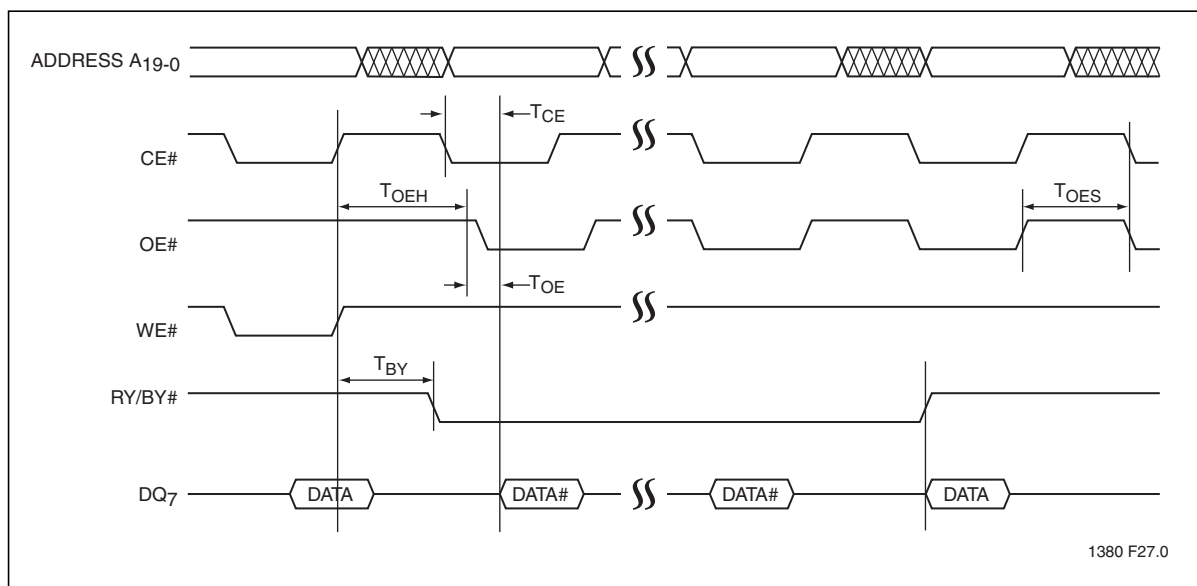 ADDRESS A19-0
TCE
CE#
TOEH
TOES
OE#
TOE
WE#
TBY
RY/BY#
DQ7
DATA
DATA#
DATA#
DATA
1380 F27.0